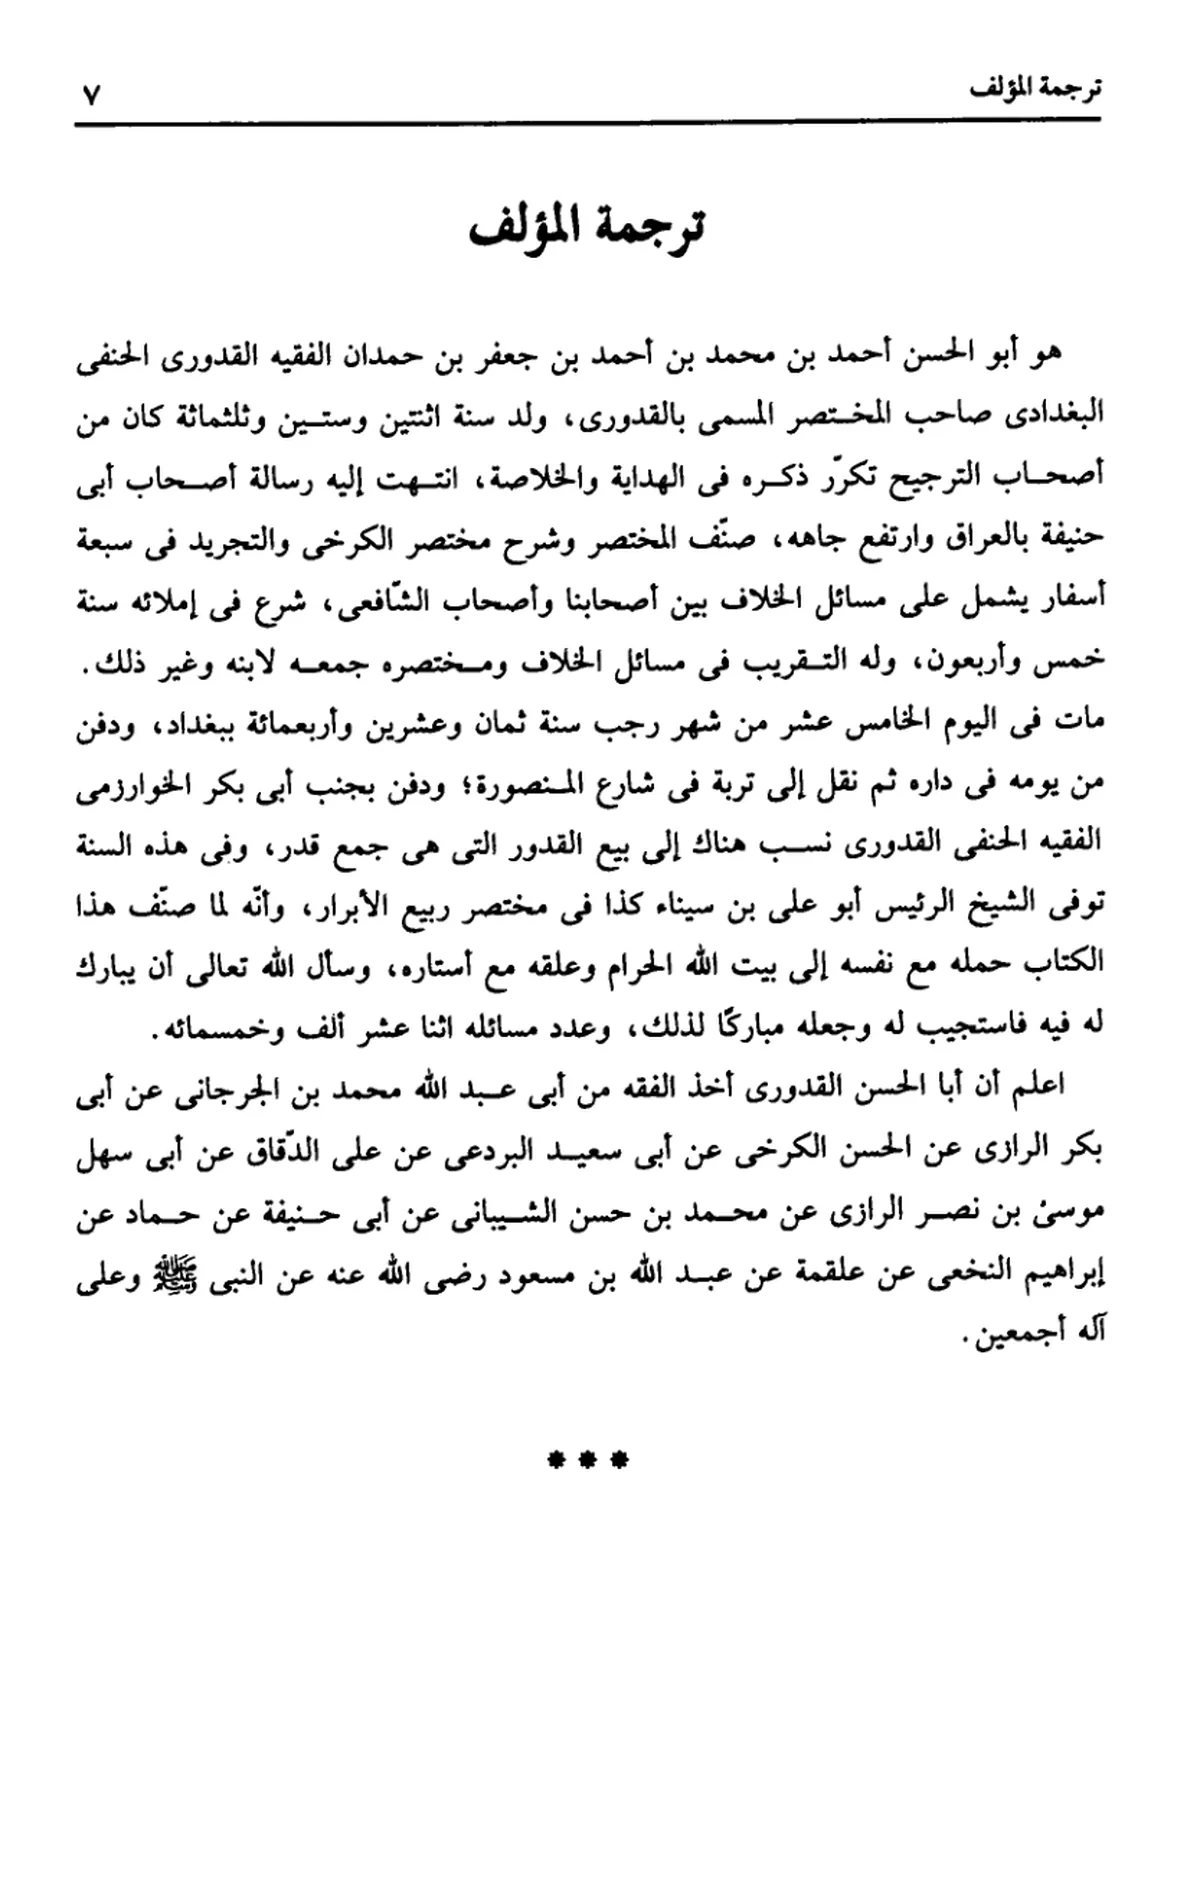 ترجمة المؤلف ٧
ترجمة المؤلف
هو أبو الحسن أحمد بن محمد بن أحمد بن جعفر بن حمدان الفقيه القدورى الحنفى
البغدادى صاحب المختصر المسمى بالقدورى، ولد سنة اثنتين وستين وثلثمائة كان من
أصحاب الترجيح تكرّر ذكره فى الهداية والخلاصة، انتهت إليه رسالة أصحاب أبى
حنيفة بالعراق وارتفع جاهه، صنّف المختصر وشرح مختصر الكرخى والتجريد فى سبعة
أسفار يشمل على مسائل الخلاف بين أصحابنا وأصحاب الشّافعى، شرع فى إملائه سنة
خمس وأربعون، وله التقريب فى مسائل الخلاف ومختصره جمعه لابنه وغير ذلك.
مات فى اليوم الخامس عشر من شهر رجب سنة ثمان وعشرين وأربعمائة ببغداد، ودفن
من يومه فى داره ثم نقل إلى تربة فى شارع المنصورة؛ ودفن بجنب أبى بكر الخوارزمى
الفقيه الحنفى القدورى نسب هناك إلى بيع القدور التى هى جمع قدر، وفى هذه السنة
توفى الشيخ الرئيس أبو على بن سيناء كذا فى مختصر ربيع الأبرار، وأنّه لما صنّف هذا
الكتاب حمله مع نفسه إلى بيت الله الحرام وعلقه مع أستاره، وسأل الله تعالى أن يبارك
له فيه فاستجيب له وجعله مباركًا لذلك، وعدد مسائله اثنا عشر ألف وخمسمائه.
اعلم أن أبا الحسن القدورى أخذ الفقه من أبى عبد الله محمد بن الجرجانى عن أبى
بكر الرازى عن الحسن الكرخى عن أبى سعيد البردعى عن على الدّقاق عن أبى سهل
موسىٰ بن نصر الرازى عن محمد بن حسن الشيبانى عن أبى حنيفة عن حماد عن
إبراهيم النخعى عن علقمة عن عبد الله بن مسعود رضى الله عنه عن النبى ﷺ وعلى
آله أجمعين.
* * *